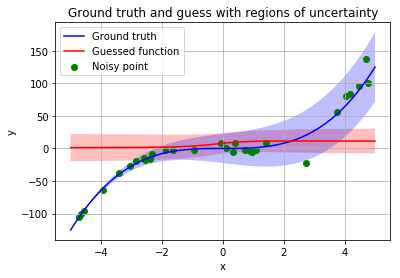 Ground truth and guess with regions of uncertainty
Ground truth
Guessed function
Noisy point
150
100
50
0
−50
−100
y
−4
−2
0
2
4
x